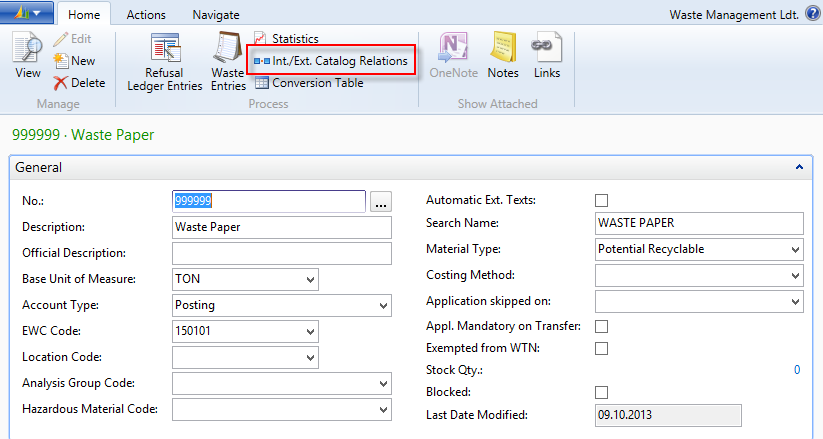 Home Actions Navigate Waste Management Ldt.
View
Edit
New
Delete
Manage
Refusal
Ledger Entries
Waste
Entries
Statistics
Int./Ext. Catalog Relations
Conversion Table
Process
OneNote
Notes
Links
Show Attached
999999 · Waste Paper
General
No.: 999999 ...
Description: Waste Paper
Official Description:
Base Unit of Measure: TON
Account Type: Posting
EWC Code: 150101
Location Code:
Analysis Group Code:
Hazardous Material Code:
Automatic Ext. Texts:
Search Name: WASTE PAPER
Material Type: Potential Recyclable
Costing Method:
Application skipped on:
Appl. Mandatory on Transfer:
Exempted from WTN:
Stock Qty.: 0
Blocked:
Last Date Modified: 09.10.2013